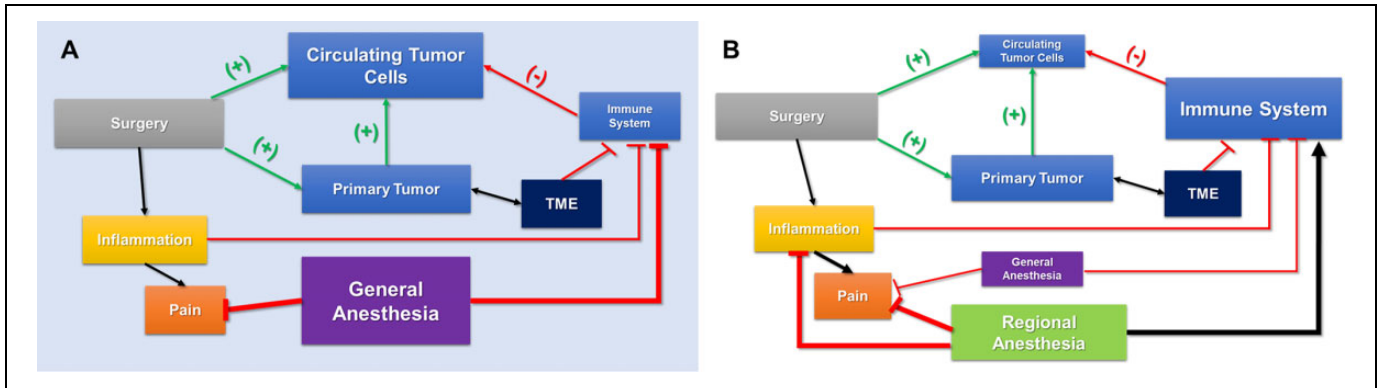 A
Circulating Tumor
Cells
(+)
(-)
Surgery
Immune
System
(+)
(+)
Primary Tumor
TME
Inflammation
Pain
General
Anesthesia
B
Circulating
Tumor Cells
(+)
(-)
Surgery
Immune System
(+)
(+)
Primary Tumor
TME
Inflammation
General
Anesthesia
Pain
Regional
Anesthesia